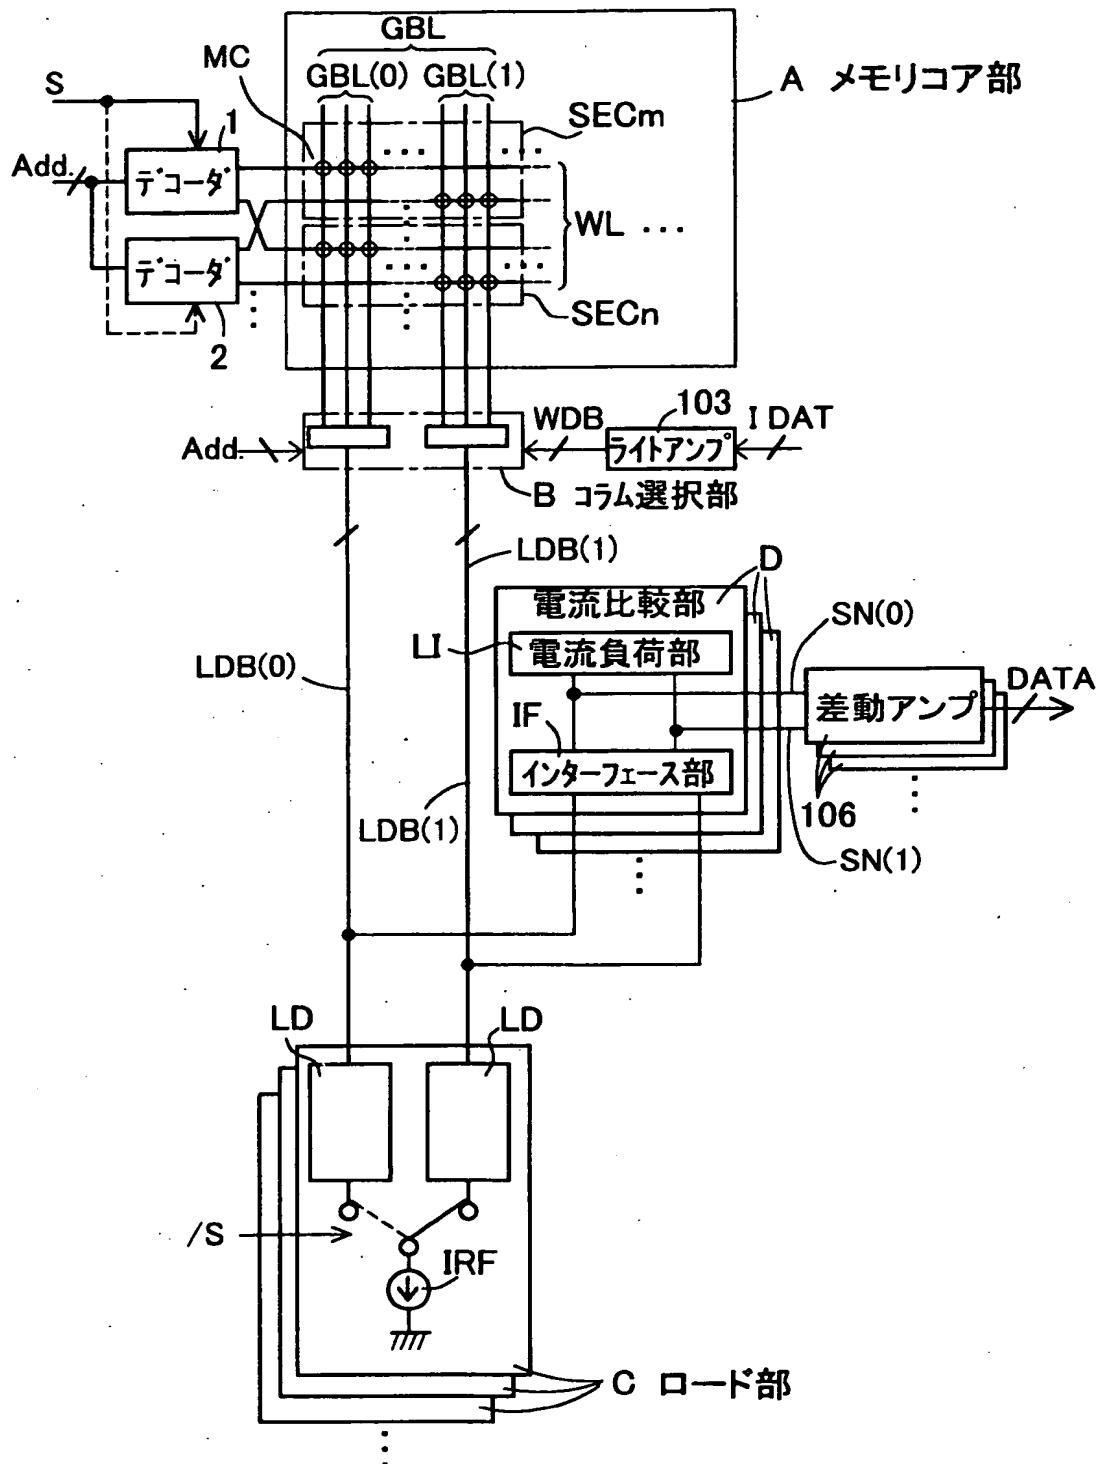 GBL
MC
GBL(0) GBL(1)
A メモリコア部
S
SECm
1
Add.
デコーダ
WL ...
デコーダ
SECn
2
103
WDB
I DAT
Add.
ライトアンプ
B コラム選択部
LDB(1)
D
電流比較部
SN(0)
LI
電流負荷部
LDB(0)
DATA
差動アンプ
IF
インターフェース部
106
LDB(1)
SN(1)
LD
LD
/S
IRF
C ロード部